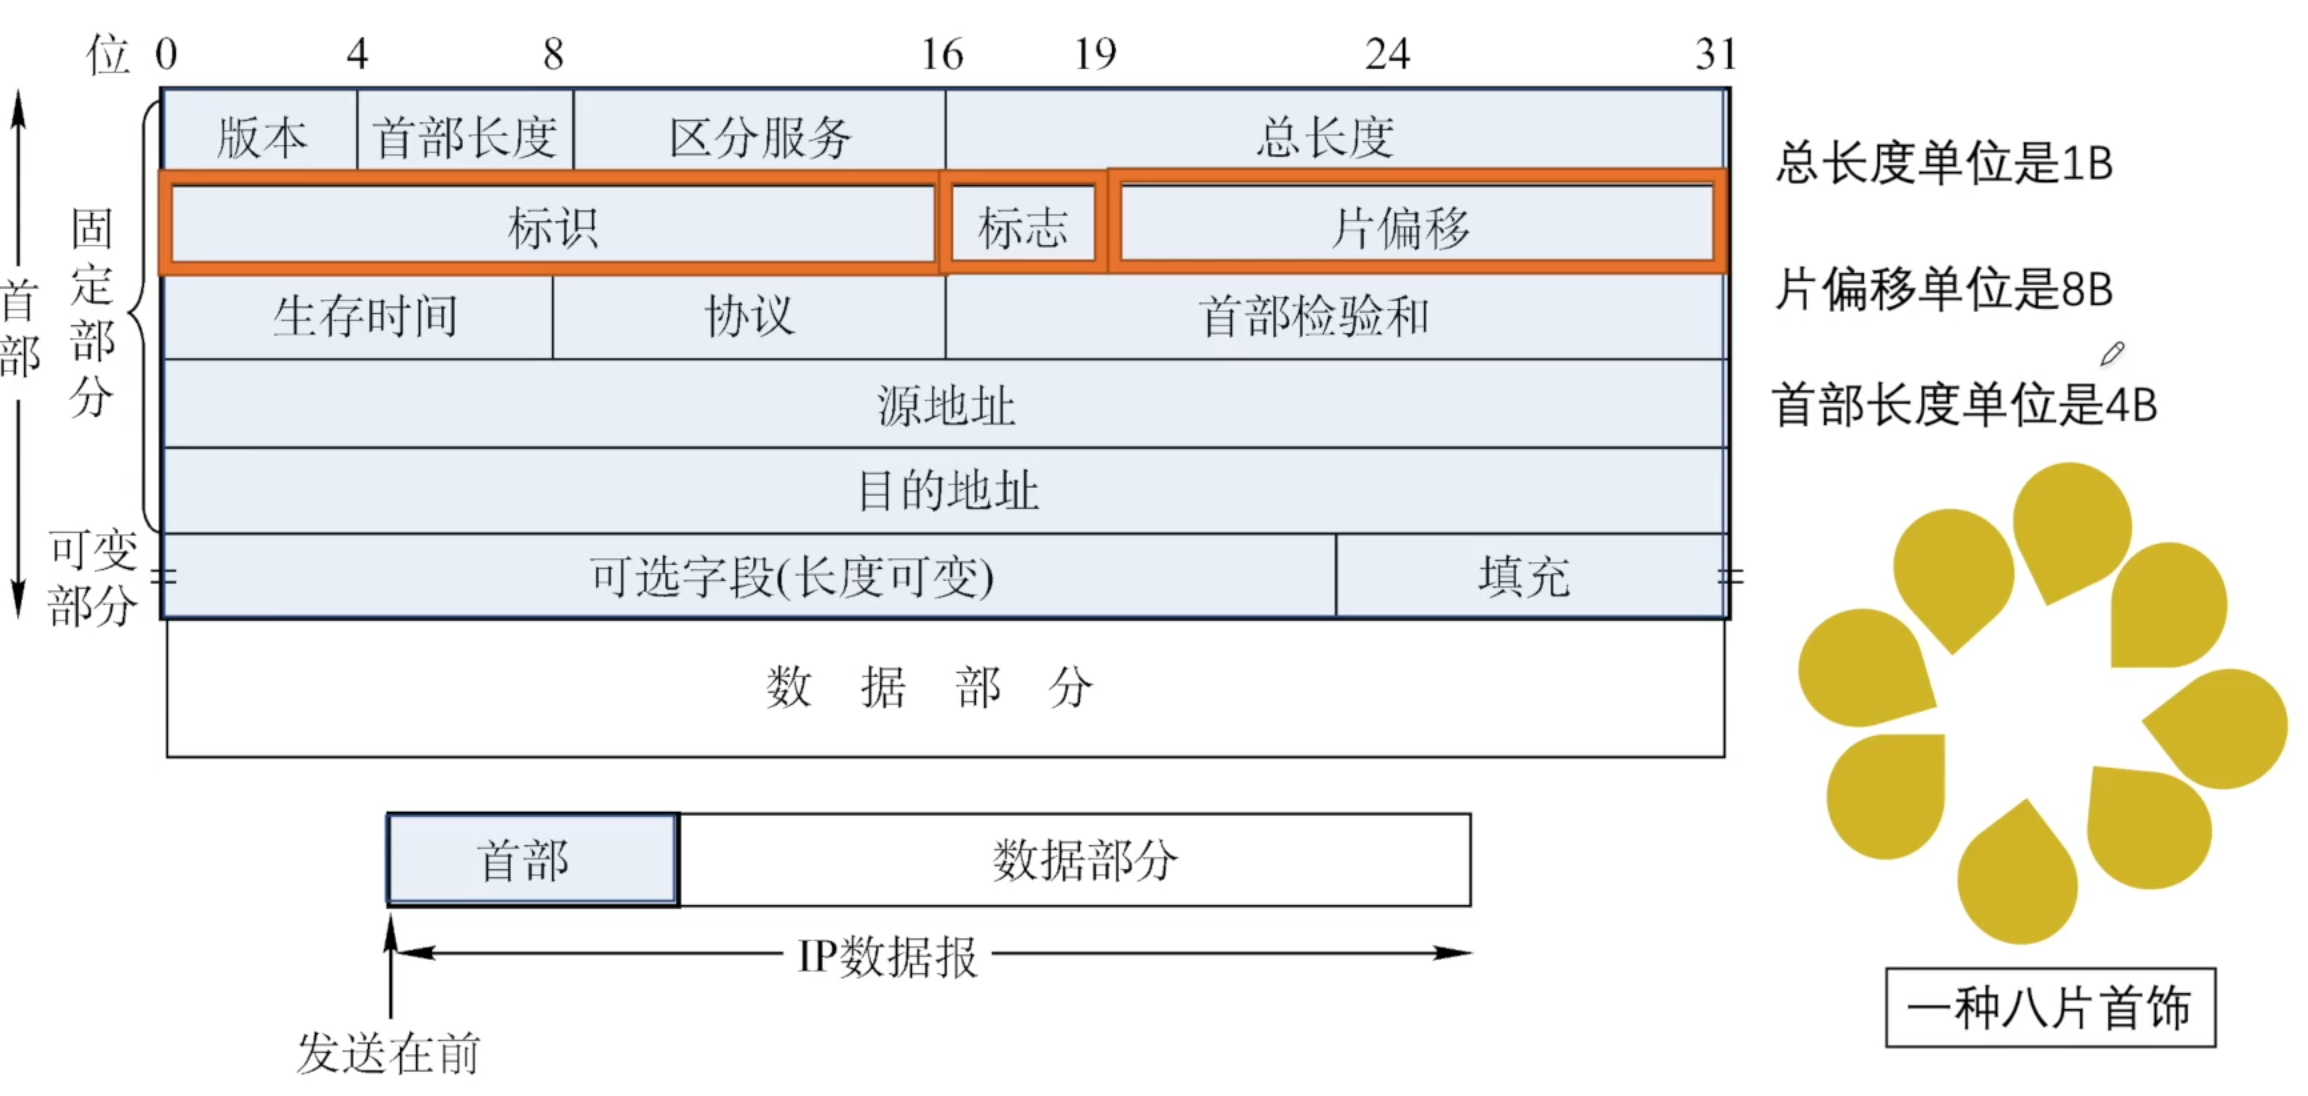 位 0 4 8 16 19 24 31
版本 首部长度 区分服务 总长度
标识 标志 片偏移
生存时间 协议 首部检验和
源地址
目的地址
可选字段(长度可变) 填充
数据部分
首部
固定部分
可变
部分
总长度单位是1B
片偏移单位是8B
首部长度单位是4B
首部 数据部分
IP数据报
发送在前
一种八片首饰